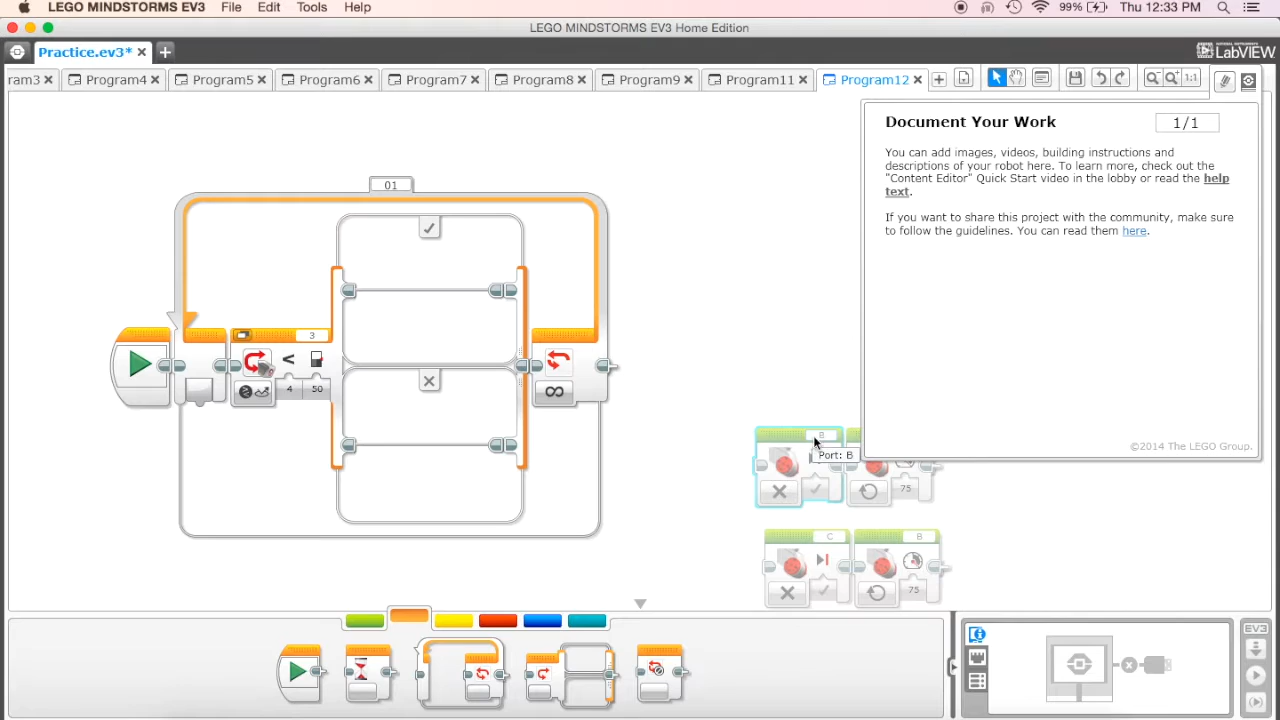 LEGO MINDSTORMS EV3 File Edit Tools Help 99% Thu 12:33 PM
LEGO MINDSTORMS EV3 Home Edition
Practice.ev3* LabVIEW
ram3 Program4 Program5 Program6 Program7 Program8 Program9 Program11 Program12 1:1
Document Your Work 1/1
You can add images, videos, building instructions and
descriptions of your robot here. To learn more, check out the
"Content Editor" Quick Start video in the lobby or read the help
text.
If you want to share this project with the community, make sure
to follow the guidelines. You can read them here.
©2014 The LEGO Group.
01
3
<
4 50
B
Port: B
75
C B
75
EV3